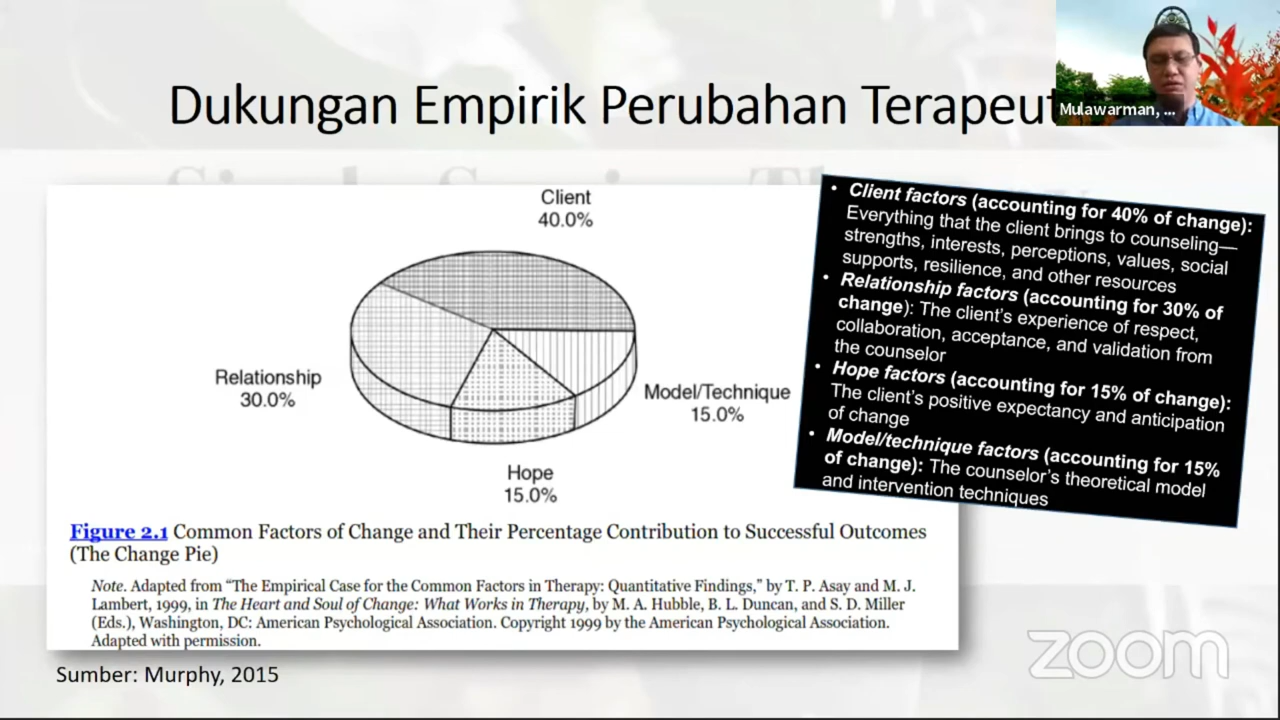 Dukungan Empirik Perubahan Terapeut
Mulawarman, ...
Client
40.0%
Relationship
30.0%
Model/Technique
15.0%
Hope
15.0%
Figure 2.1 Common Factors of Change and Their Percentage Contribution to Successful Outcomes
(The Change Pie)
Note. Adapted from “The Empirical Case for the Common Factors in Therapy: Quantitative Findings,” by T. P. Asay and M. J.
Lambert, 1999, in The Heart and Soul of Change: What Works in Therapy, by M. A. Hubble, B. L. Duncan, and S. D. Miller
(Eds.), Washington, DC: American Psychological Association. Copyright 1999 by the American Psychological Association.
Adapted with permission.
• Client factors (accounting for 40% of change):
Everything that the client brings to counseling—
strengths, interests, perceptions, values, social
supports, resilience, and other resources
• Relationship factors (accounting for 30% of
change): The client’s experience of respect,
collaboration, acceptance, and validation from
the counselor
• Hope factors (accounting for 15% of change):
The client’s positive expectancy and anticipation
of change
• Model/technique factors (accounting for 15%
of change): The counselor’s theoretical model
and intervention techniques
Sumber: Murphy, 2015
zoom